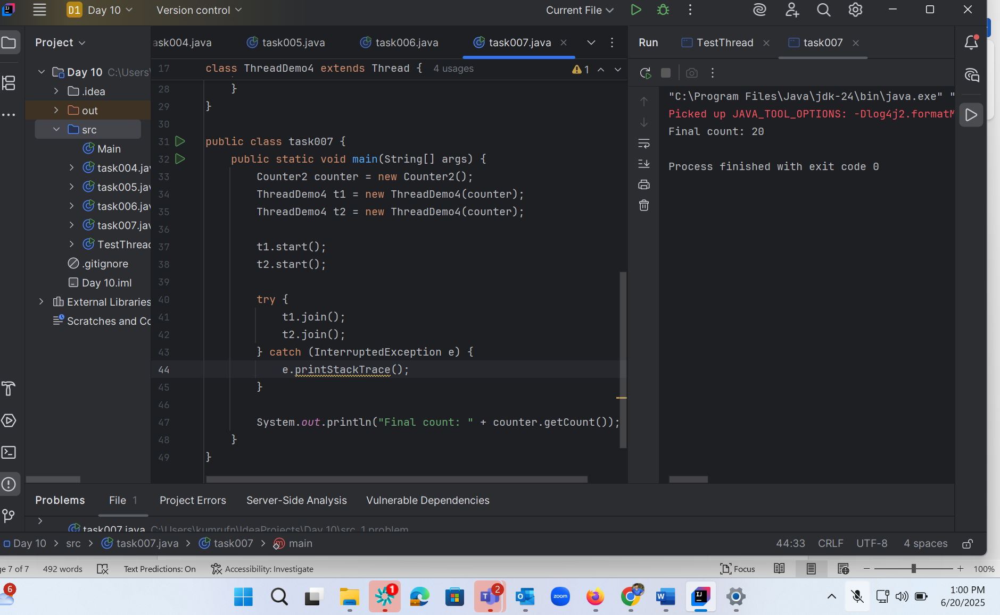 D1 Day 10 Version control Current File
Project
ask004.java task005.java task006.java task007.java
Run TestThread task007
Day 10 C:\Users\
.idea
out
src
Main
task004.ja
task005.ja
task006.ja
task007.ja
TestThread
.gitignore
Day 10.iml
External Libraries
Scratches and Co
17 class ThreadDemo4 extends Thread { 4 usages 1
28 }
29 }
30
31 public class task007 {
32 public static void main(String[] args) {
33 Counter2 counter = new Counter2();
34 ThreadDemo4 t1 = new ThreadDemo4(counter);
35 ThreadDemo4 t2 = new ThreadDemo4(counter);
36
37 t1.start();
38 t2.start();
39
40 try {
41 t1.join();
42 t2.join();
43 } catch (InterruptedException e) {
44 e.printStackTrace();
45 }
46
47 System.out.println("Final count: " + counter.getCount());
48 }
49 }
"C:\Program Files\Java\jdk-24\bin\java.exe" "
Picked up JAVA_TOOL_OPTIONS: -Dlog4j2.formatM
Final count: 20
Process finished with exit code 0
Problems File 1 Project Errors Server-Side Analysis Vulnerable Dependencies
task007.java C:\Users\kumrufn\IdeaProjects\Day 10\src 1 problem
Day 10 > src > task007.java > task007 > main
44:33 CRLF UTF-8 4 spaces
ge 7 of 7 492 words Text Predictions: On Accessibility: Investigate Focus 100%
6
1
2
zoom
1:00 PM
6/20/2025